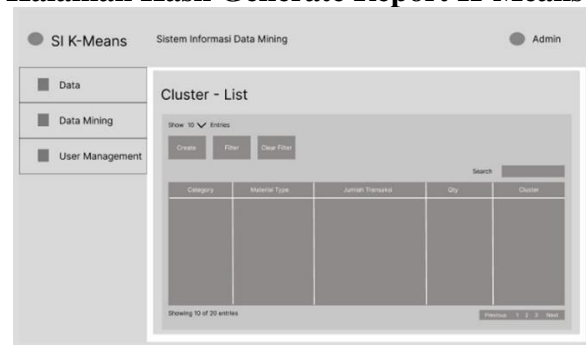 Halaman Hasil Generate Report K-Means
SI K-Means Sistem Informasi Data Mining Admin
Data
Data Mining
User Management
Cluster - List
Show 10 Entries
Create Filter Clear Filter
Search
Category Material Type Jumlah Transaksi Qty Cluster
Showing 10 of 20 entries
Previous 1 2 3 Next